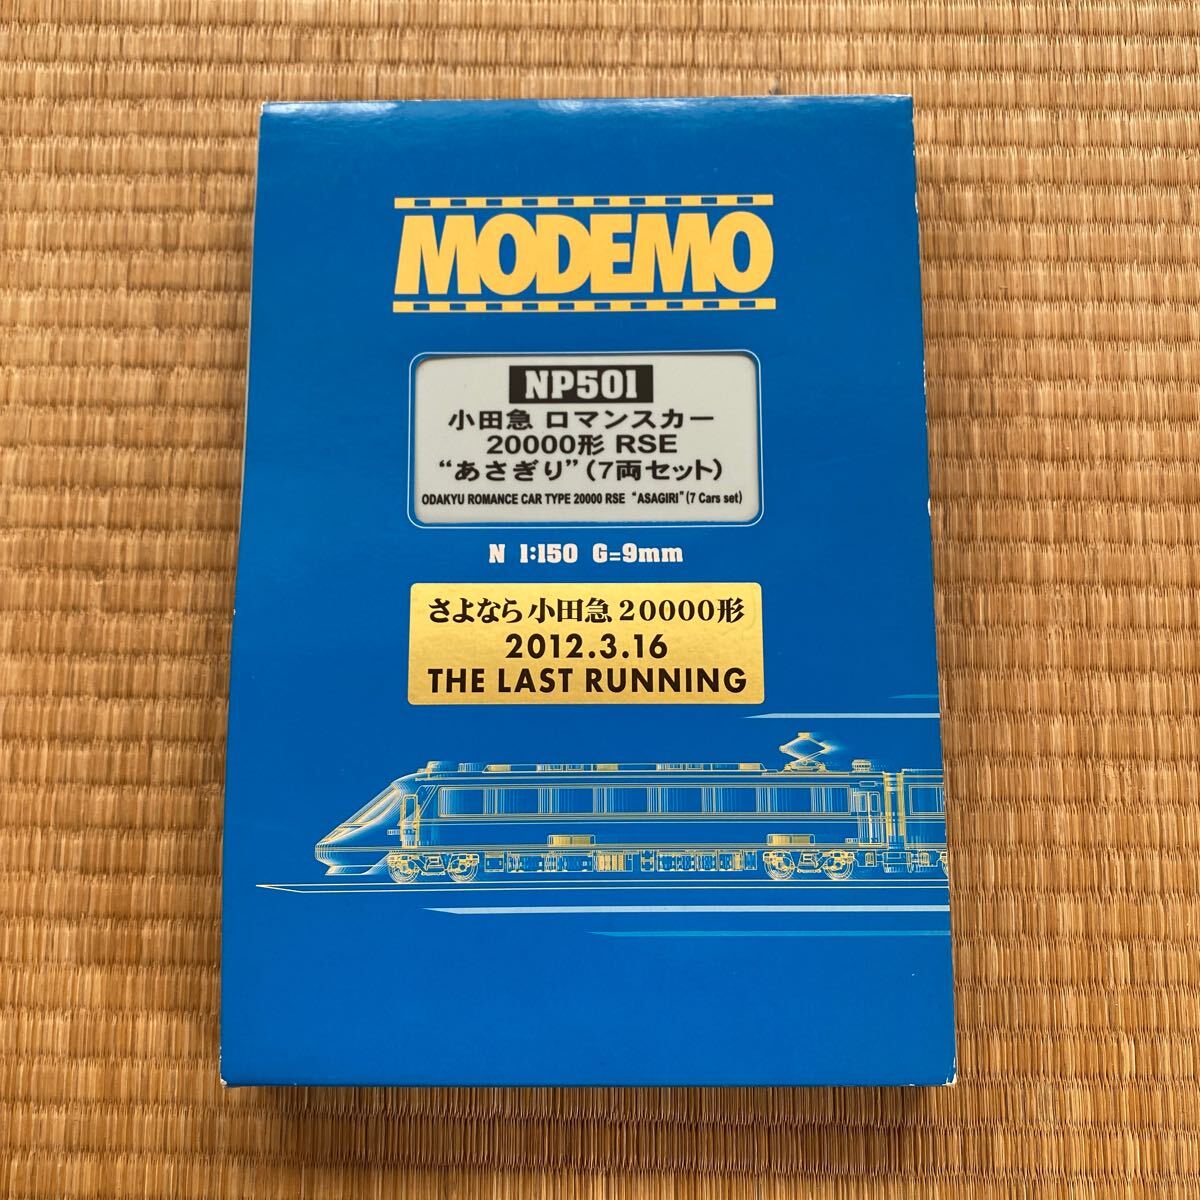 MODEMO
NP501
小田急 ロマンスカー
20000形 RSE
“あさぎり”(7両セット)
ODAKYU ROMANCE CAR TYPE 20000 RSE “ASAGIRI”(7 Cars set)
N 1:150 G=9mm
さよなら小田急20000形
2012.3.16
THE LAST RUNNING